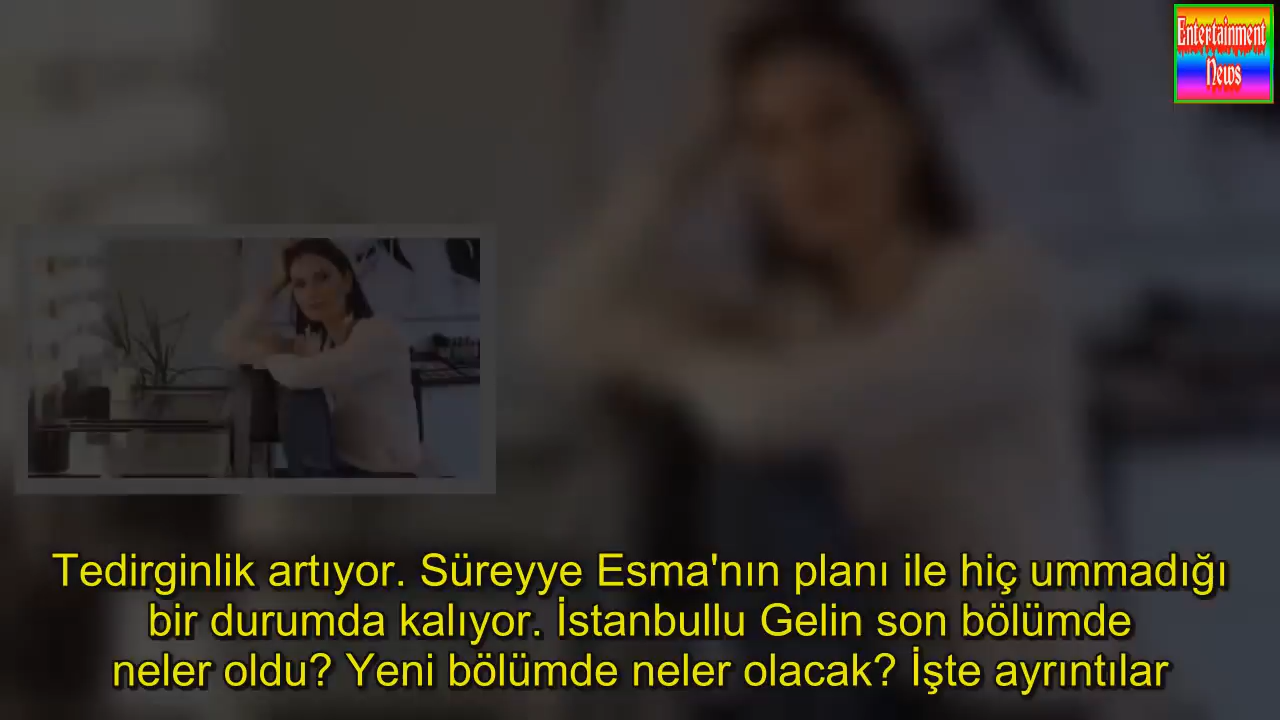 Entertainment
News
Tedirginlik artıyor. Süreyye Esma'nın planı ile hiç ummadığı
bir durumda kalıyor. İstanbullu Gelin son bölümde
neler oldu? Yeni bölümde neler olacak? İşte ayrıntılar